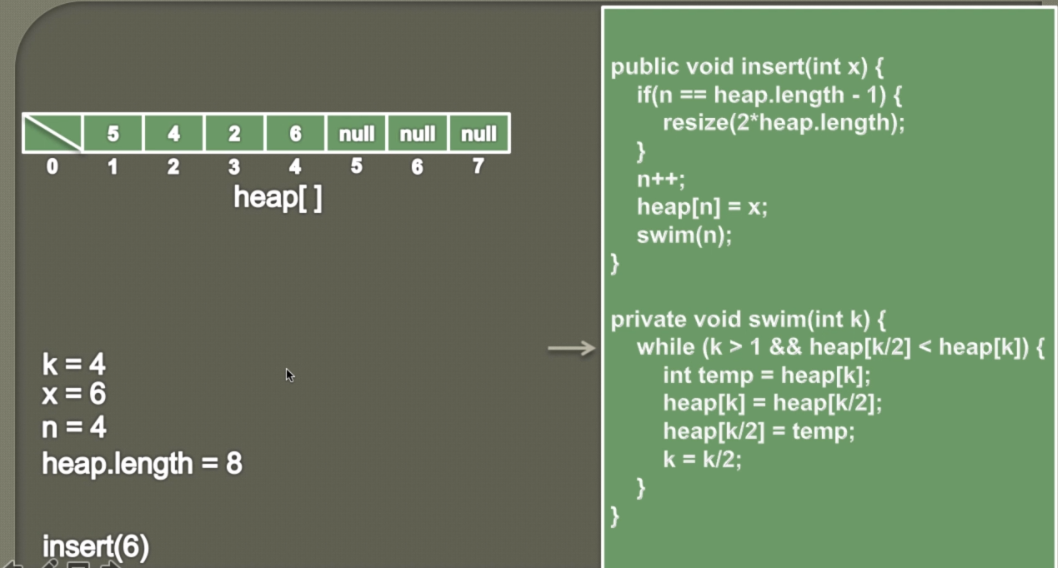 5 4 2 6 null null null
0 1 2 3 4 5 6 7
heap[ ]
k = 4
x = 6
n = 4
heap.length = 8
insert(6)
public void insert(int x) {
if(n == heap.length - 1) {
resize(2*heap.length);
}
n++;
heap[n] = x;
swim(n);
}
private void swim(int k) {
while (k > 1 && heap[k/2] < heap[k]) {
int temp = heap[k];
heap[k] = heap[k/2];
heap[k/2] = temp;
k = k/2;
}
}